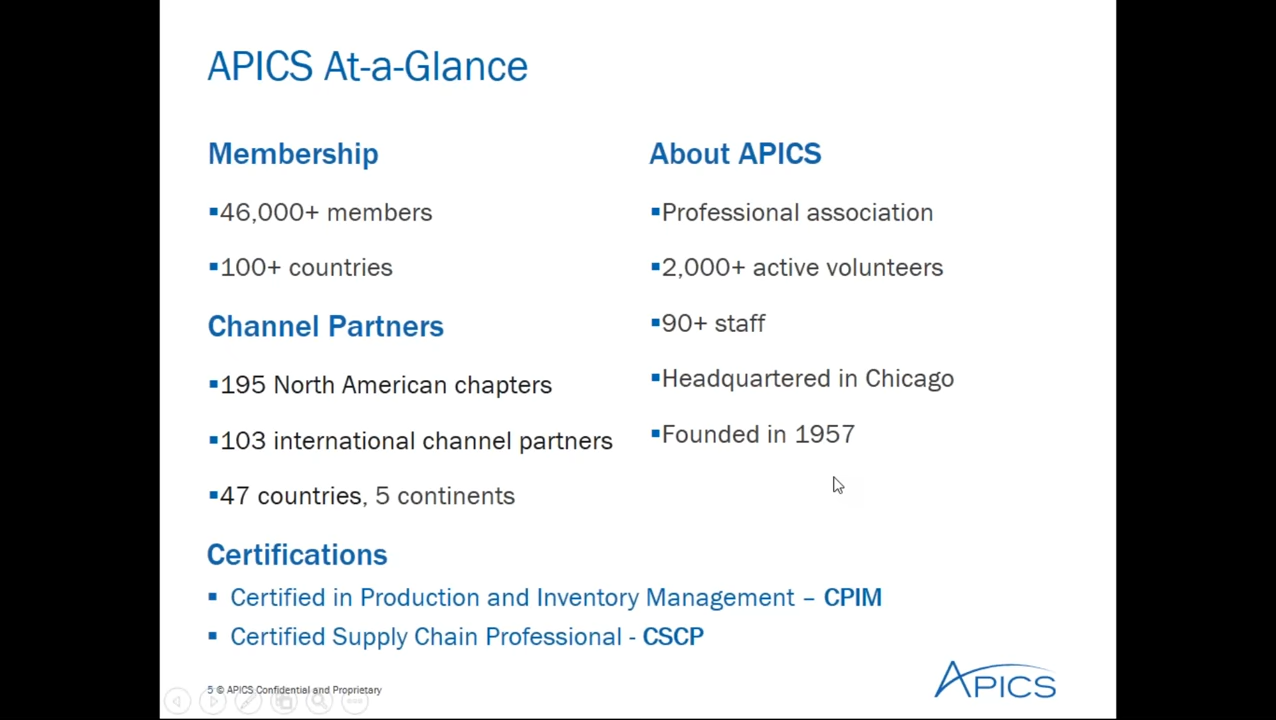 APICS At-a-Glance
Membership
▪46,000+ members
▪100+ countries
Channel Partners
▪195 North American chapters
▪103 international channel partners
▪47 countries, 5 continents
About APICS
▪Professional association
▪2,000+ active volunteers
▪90+ staff
▪Headquartered in Chicago
▪Founded in 1957
Certifications
▪ Certified in Production and Inventory Management – CPIM
▪ Certified Supply Chain Professional - CSCP
5 © APICS Confidential and Proprietary
APICS